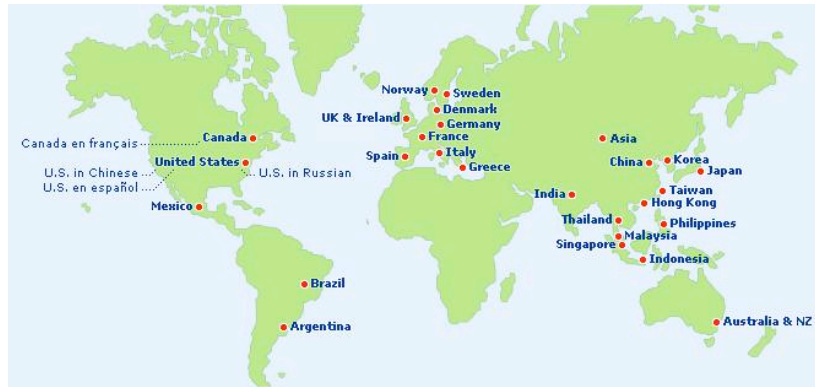 Norway
Sweden
Denmark
UK & Ireland
Germany
Canada
France
Asia
Canada en français
United States
Spain
Italy
China
Korea
U.S. in Chinese
U.S. in Russian
Greece
Japan
U.S. en español
India
Taiwan
Mexico
Hong Kong
Thailand
Philippines
Malaysia
Singapore
Indonesia
Brazil
Argentina
Australia & NZ